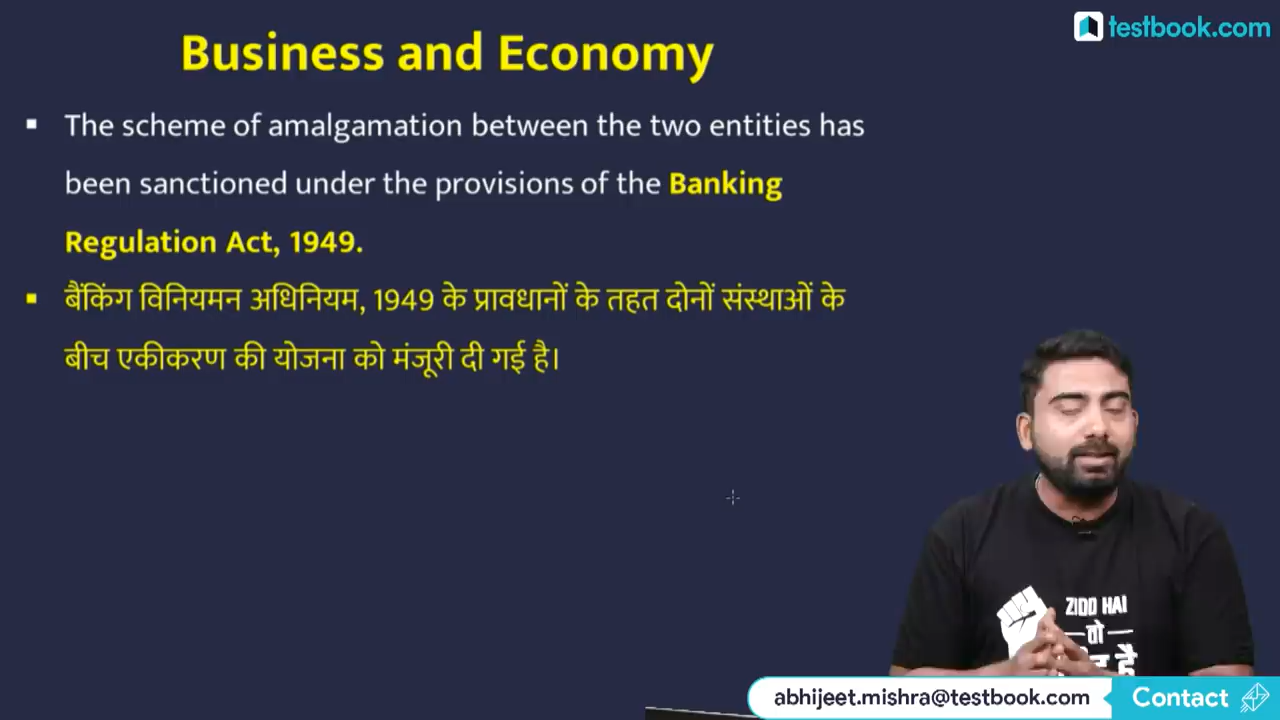 testbook.com
Business and Economy
▪ The scheme of amalgamation between the two entities has
been sanctioned under the provisions of the Banking
Regulation Act, 1949.
▪ बैंकिंग विनियमन अधिनियम, 1949 के प्रावधानों के तहत दोनों संस्थाओं के
बीच एकीकरण की योजना को मंजूरी दी गई है।
ZIDD HAI
तो
है
abhijeet.mishra@testbook.com Contact